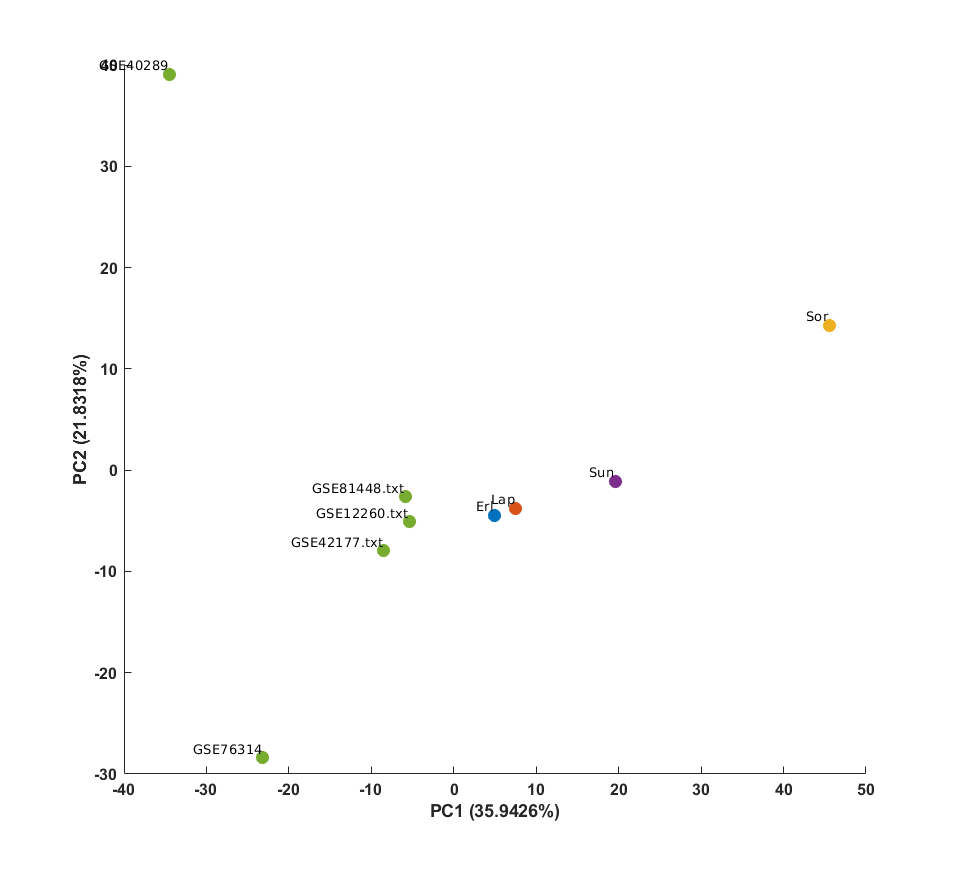 40
GSE40289
30
20
Sor
10
PC2 (21.8318%)
0
Sun
GSE81448.txt
Lap
Erl
GSE12260.txt
GSE42177.txt
-10
-20
GSE76314
-30
-40 -30 -20 -10 0 10 20 30 40 50
PC1 (35.9426%)